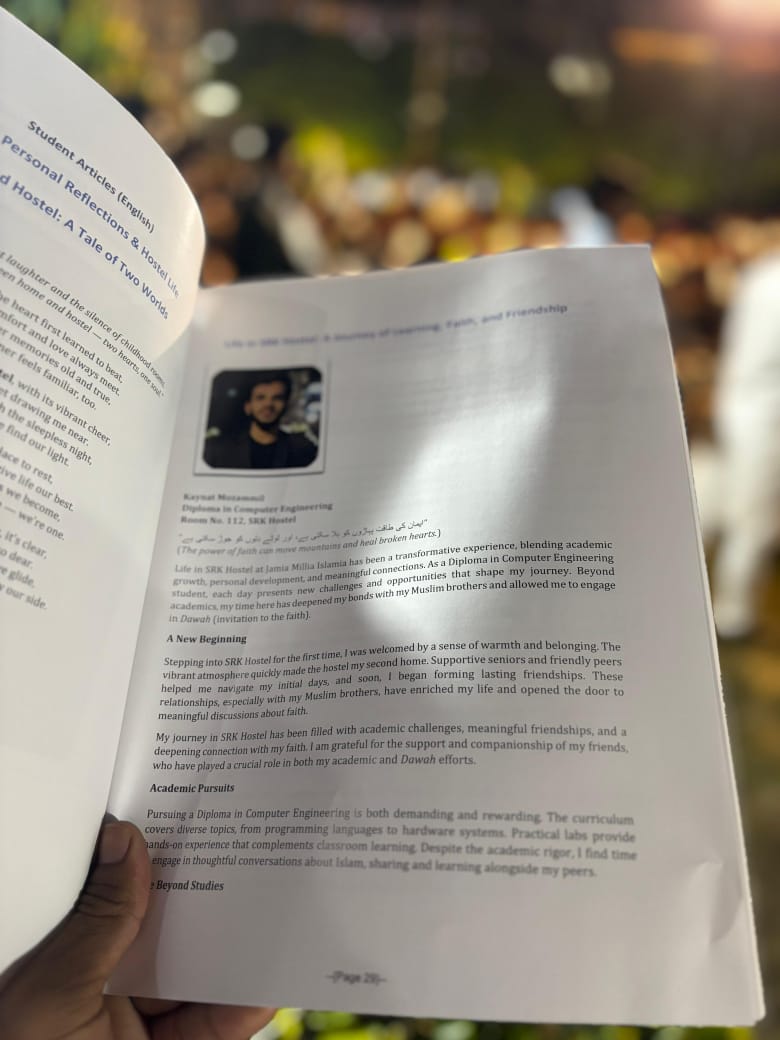 Student Articles (English)
Personal Reflections & Hostel Life
d Hostel: A Tale of Two Worlds
t laughter and the silence of childhood rooms,
een home and hostel — two hearts, one soul."
he heart first learned to beat,
mfort and love always meet.
er memories old and true,
ner feels familiar, too.
tel, with its vibrant cheer,
et drawing me near.
h the sleepless night,
e find our light.
lace to rest,
ive life our best.
s we become,
— we're one.
it's clear,
o dear.
e glide.
y our side.
Life in SRK Hostel: A Journey of Learning, Faith, and Friendship
Kaynat Mozammil
Diploma in Computer Engineering
Room No. 112, SRK Hostel
"ایمان کی طاقت پہاڑوں کو ہلا سکتی ہے، اور ٹوٹے دلوں کو جوڑ سکتی ہے"
(The power of faith can move mountains and heal broken hearts.)
Life in SRK Hostel at Jamia Millia Islamia has been a transformative experience, blending academic
growth, personal development, and meaningful connections. As a Diploma in Computer Engineering
student, each day presents new challenges and opportunities that shape my journey. Beyond
academics, my time here has deepened my bonds with my Muslim brothers and allowed me to engage
in Dawah (invitation to the faith).
A New Beginning
Stepping into SRK Hostel for the first time, I was welcomed by a sense of warmth and belonging. The
vibrant atmosphere quickly made the hostel my second home. Supportive seniors and friendly peers
helped me navigate my initial days, and soon, I began forming lasting friendships. These
relationships, especially with my Muslim brothers, have enriched my life and opened the door to
meaningful discussions about faith.
My journey in SRK Hostel has been filled with academic challenges, meaningful friendships, and a
deepening connection with my faith. I am grateful for the support and companionship of my friends,
who have played a crucial role in both my academic and Dawah efforts.
Academic Pursuits
Pursuing a Diploma in Computer Engineering is both demanding and rewarding. The curriculum
covers diverse topics, from programming languages to hardware systems. Practical labs provide
hands-on experience that complements classroom learning. Despite the academic rigor, I find time
engage in thoughtful conversations about Islam, sharing and learning alongside my peers.
e Beyond Studies
--(Page 29)--